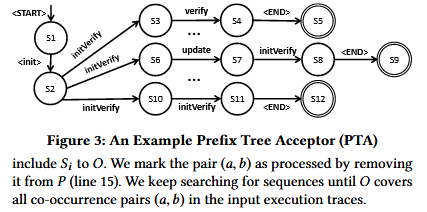 <START>
verify
<END>
S3
S4
S5
S1
initVerify
...
<init>
initVerify
update
initVerify
<END>
S6
S7
S8
S9
S2
...
initVerify
initVerify
<END>
S10
S11
S12
Figure 3: An Example Prefix Tree Acceptor (PTA)
include Si to O. We mark the pair (a, b) as processed by removing
it from P (line 15). We keep searching for sequences until O covers
all co-occurrence pairs (a, b) in the input execution traces.